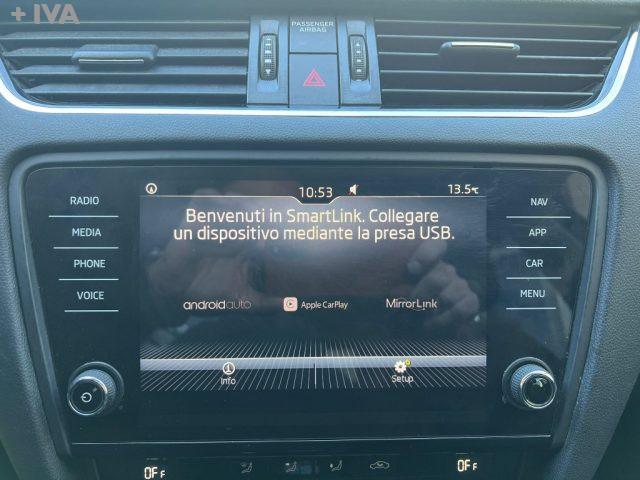 + IVA
PASSENGER
AIRBAG
10:53
13.5°C
RADIO
MEDIA
PHONE
VOICE
Benvenuti in SmartLink. Collegare
un dispositivo mediante la presa USB.
androidauto
Apple CarPlay
MirrorLink
Info
Setup
NAV
APP
CAR
MENU
OFF
OFF